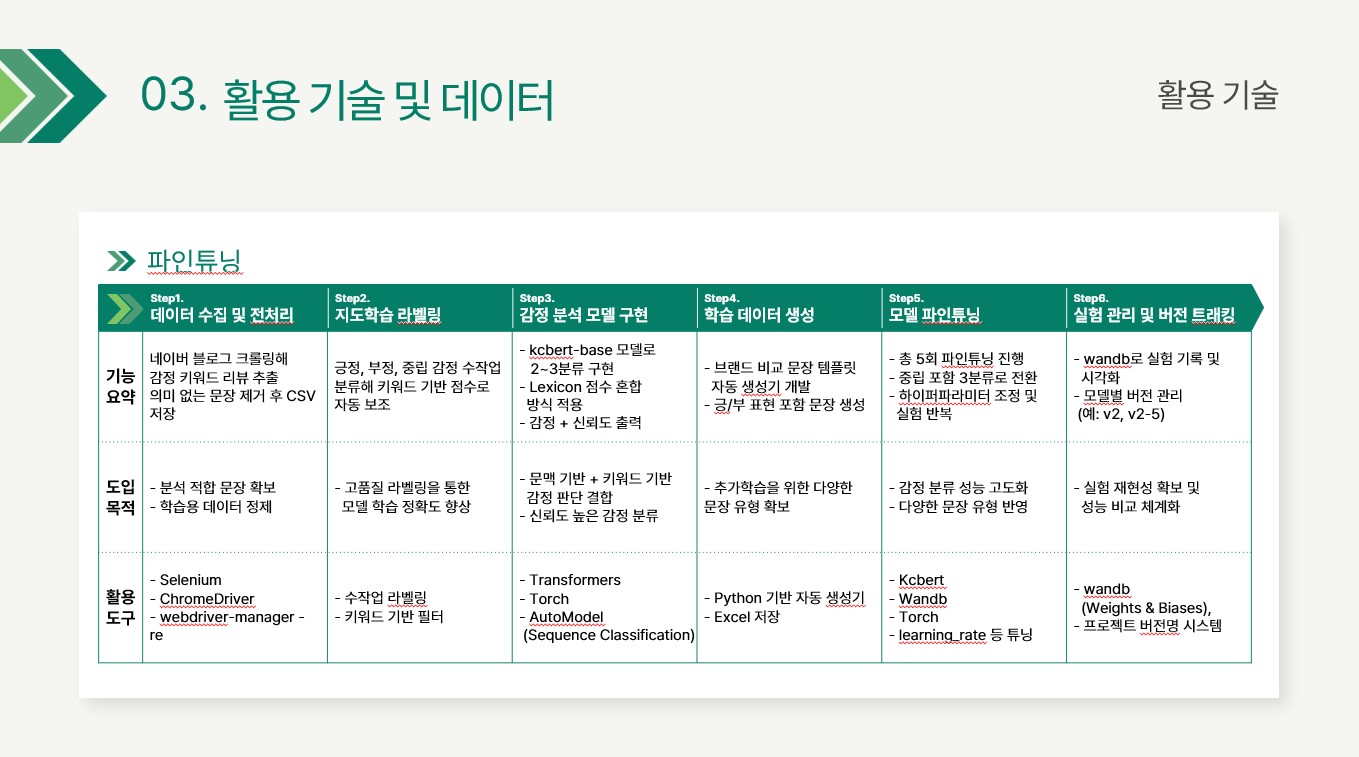 03. 활용 기술 및 데이터
활용 기술
파인튜닝
Step1.
데이터 수집 및 전처리
Step2.
지도학습 라벨링
Step3.
감정 분석 모델 구현
Step4.
학습 데이터 생성
Step5.
모델 파인튜닝
Step6.
실험 관리 및 버전 트래킹
기능
요약
네이버 블로그 크롤링해
감정 키워드 리뷰 추출
의미 없는 문장 제거 후 CSV
저장
긍정, 부정, 중립 감정 수작업
분류해 키워드 기반 점수로
자동 보조
- kcbert-base 모델로
2~3분류 구현
- Lexicon 점수 혼합
방식 적용
- 감정 + 신뢰도 출력
- 브랜드 비교 문장 템플릿
자동 생성기 개발
- 긍/부 표현 포함 문장 생성
- 총 5회 파인튜닝 진행
- 중립 포함 3분류로 전환
- 하이퍼파라미터 조정 및
실험 반복
- wandb로 실험 기록 및
시각화
- 모델별 버전 관리
(예: v2, v2-5)
도입
목적
- 분석 적합 문장 확보
- 학습용 데이터 정제
- 고품질 라벨링을 통한
모델 학습 정확도 향상
- 문맥 기반 + 키워드 기반
감정 판단 결합
- 신뢰도 높은 감정 분류
- 추가학습을 위한 다양한
문장 유형 확보
- 감정 분류 성능 고도화
- 다양한 문장 유형 반영
- 실험 재현성 확보 및
성능 비교 체계화
활용
도구
- Selenium
- ChromeDriver
- webdriver-manager -
re
- 수작업 라벨링
- 키워드 기반 필터
- Transformers
- Torch
- AutoModel
(Sequence Classification)
- Python 기반 자동 생성기
- Excel 저장
- Kcbert
- Wandb
- Torch
- learning_rate 등 튜닝
- wandb
(Weights & Biases),
- 프로젝트 버전명 시스템